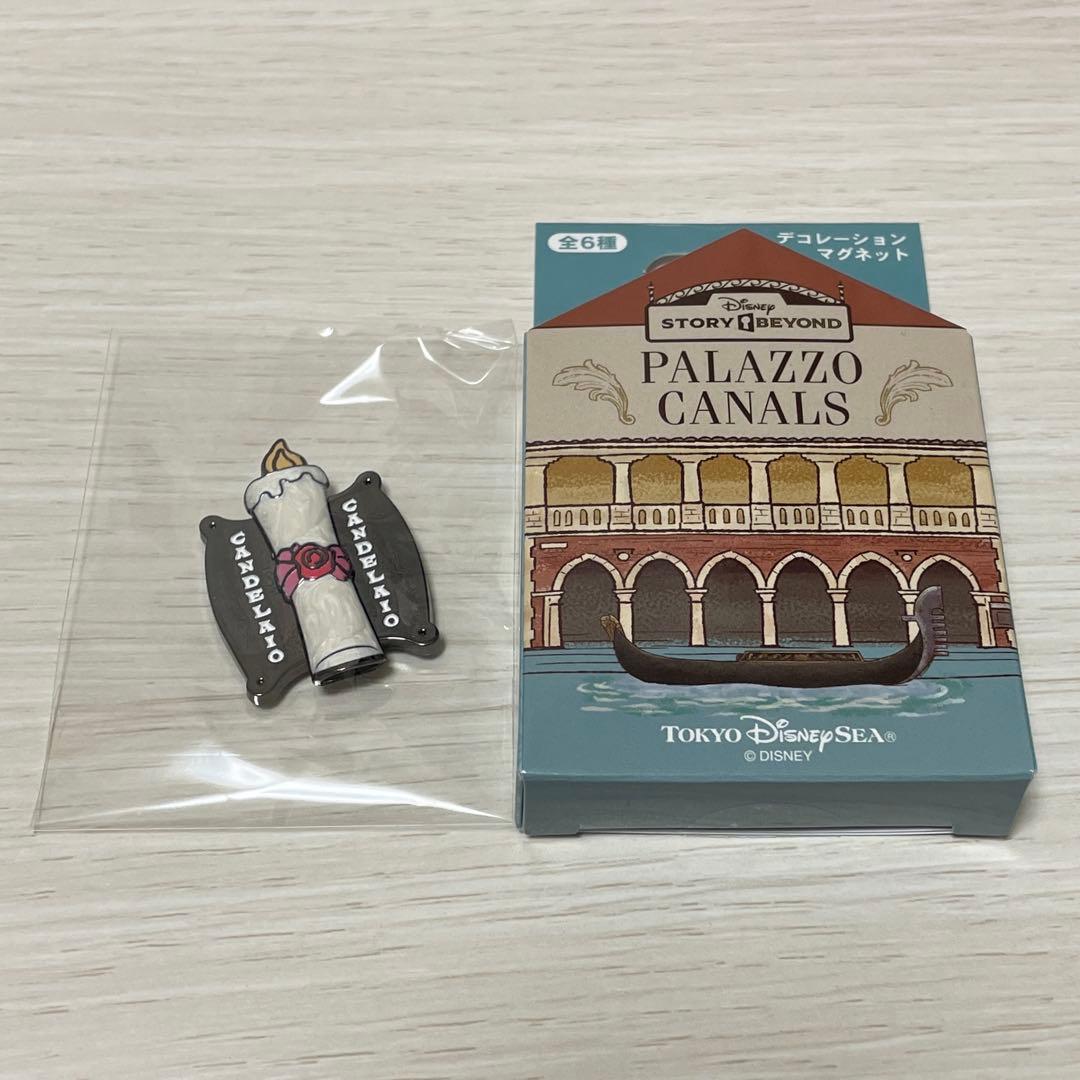 CANDELAIO
CANDELAIO
全6種
デコレーション
マグネット
Disney
STORY BEYOND
PALAZZO
CANALS
TOKYO DisneySEA®
© DISNEY